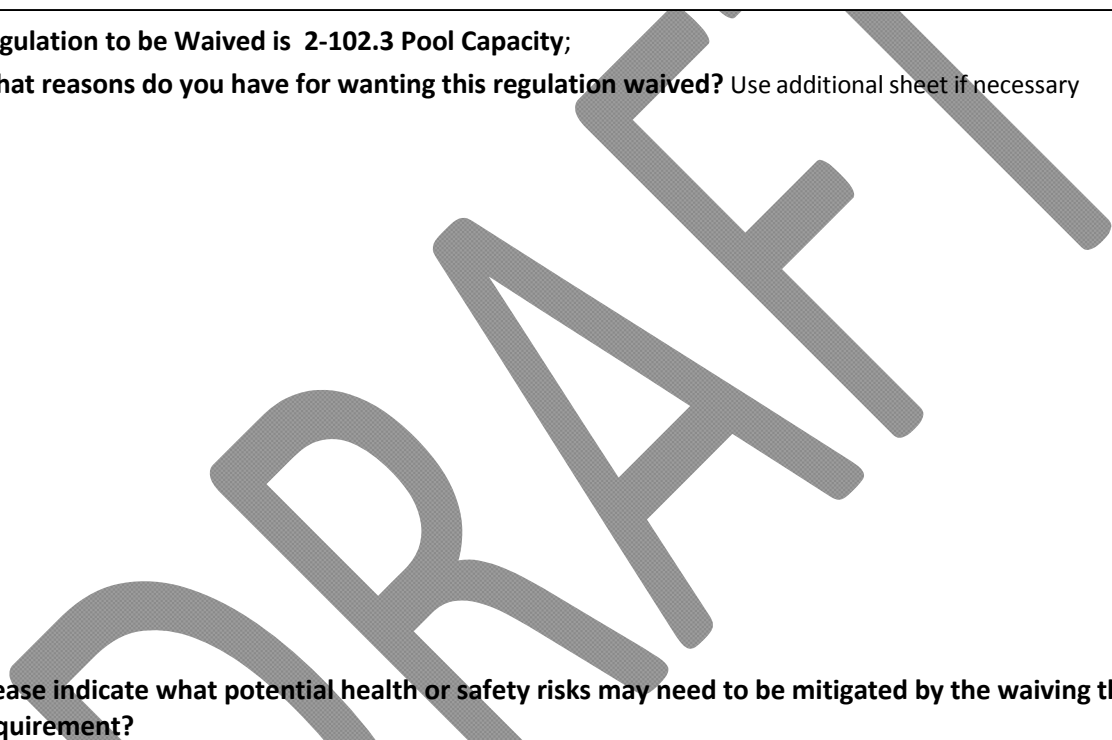 gulation to be Waived is 2-102.3 Pool Capacity;
hat reasons do you have for wanting this regulation waived? Use additional sheet if necessary
DRAFT
ease indicate what potential health or safety risks may need to be mitigated by the waiving th
quirement?